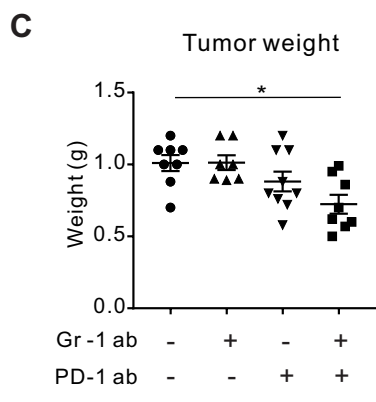 C
Tumor weight
*
Weight (g)
1.5
1.0
0.5
0.0
Gr-1 ab - + - +
PD-1 ab - - + +